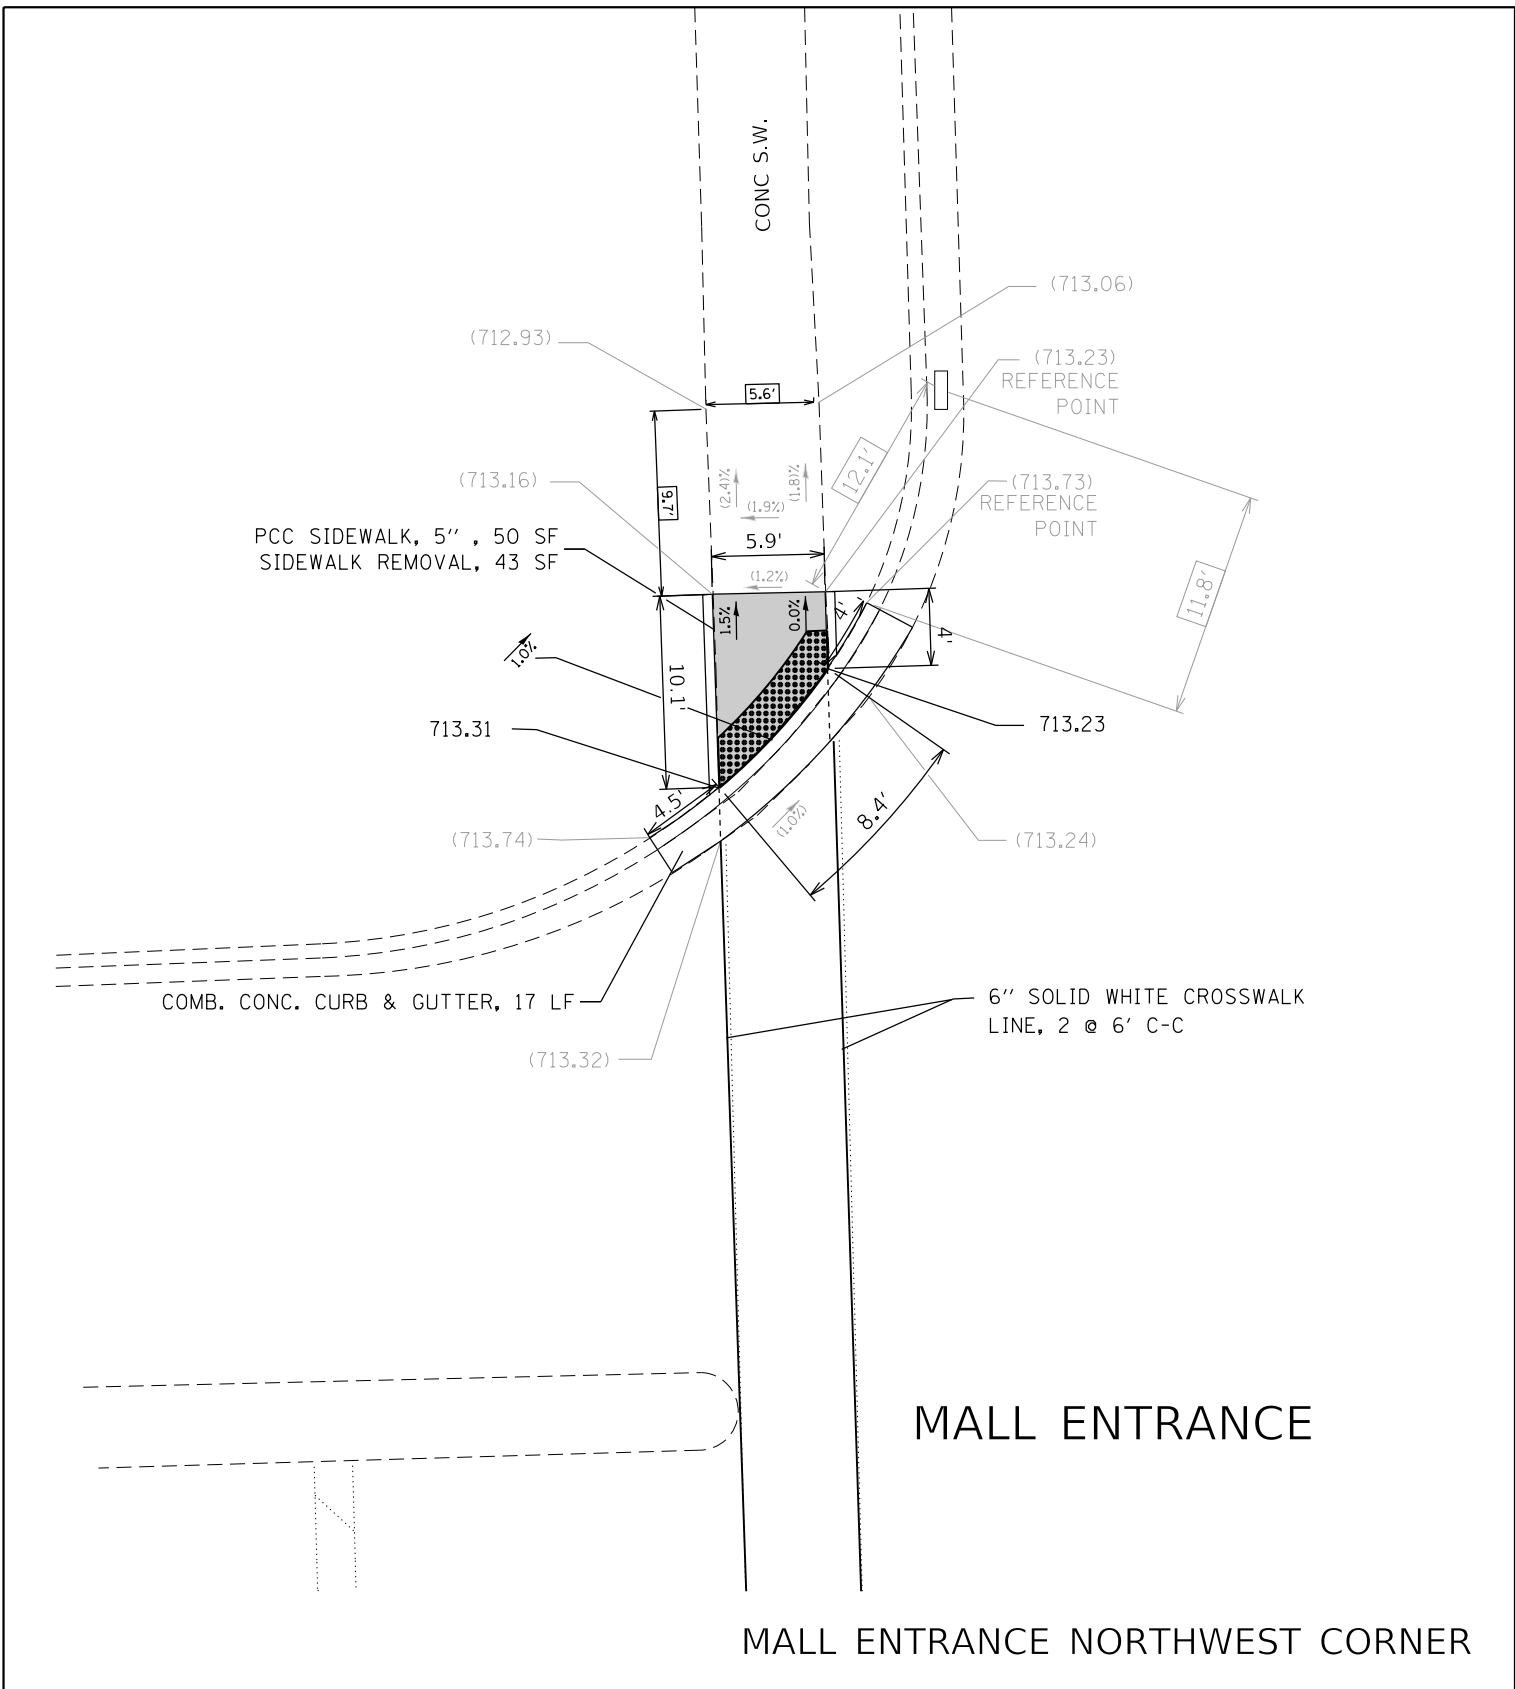 CONC S.W.
(713.06)
(712.93)
(713.23)
REFERENCE
POINT
5.6'
12.1'
(713.16)
(2.4)%
(1.8)%
(1.9%)
(713.73)
REFERENCE
POINT
9.7'
PCC SIDEWALK, 5'' , 50 SF
SIDEWALK REMOVAL, 43 SF
5.9'
(1.2%)
11.8'
1.5%
0.0%
4'
4'
1.0%
10.1'
713.31
713.23
4.5'
8.4'
(1.0%)
(713.74)
(713.24)
COMB. CONC. CURB & GUTTER, 17 LF
6'' SOLID WHITE CROSSWALK
LINE, 2 @ 6' C-C
(713.32)
MALL ENTRANCE
MALL ENTRANCE NORTHWEST CORNER